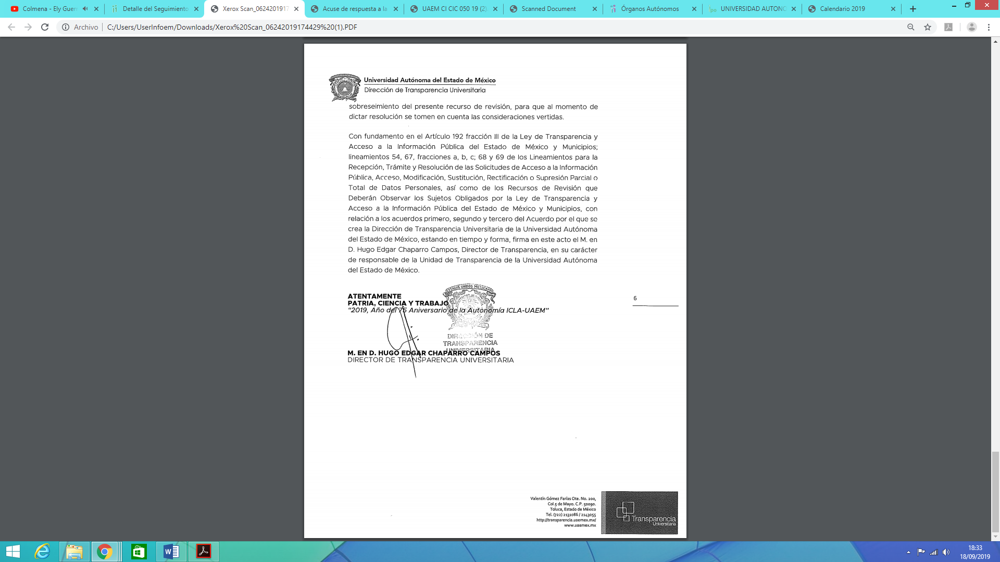 Colmena - Ely Guerr
Detalle del Seguimiento
Xerox Scan_0624201917
Acuse de respuesta a la
UAEM CI CIC 050 19 (2)
Scanned Document
Órganos Autónomos
UNIVERSIDAD AUTONO
Calendario 2019
Archivo
C:/Users/UserInfoem/Downloads/Xerox%20Scan_06242019174429%20(1).PDF
Universidad Autónoma del Estado de México
Dirección de Transparencia Universitaria
sobreseimiento del presente recurso de revisión, para que al momento de
dictar resolución se tomen en cuenta las consideraciones vertidas.
Con fundamento en el Artículo 192 fracción III de la Ley de Transparencia y
Acceso a la Información Pública del Estado de México y Municipios;
lineamientos 54, 67, fracciones a, b, c; 68 y 69 de los Lineamientos para la
Recepción, Trámite y Resolución de las Solicitudes de Acceso a la Información
Pública, Acceso, Modificación, Sustitución, Rectificación o Supresión Parcial o
Total de Datos Personales, así como de los Recursos de Revisión que
Deberán Observar los Sujetos Obligados por la Ley de Transparencia y
Acceso a la Información Pública del Estado de México y Municipios, con
relación a los acuerdos primero, segundo y tercero del Acuerdo por el que se
crea la Dirección de Transparencia Universitaria de la Universidad Autónoma
del Estado de México, estando en tiempo y forma, firma en este acto el M. en
D. Hugo Edgar Chaparro Campos, Director de Transparencia, en su carácter
de responsable de la Unidad de Transparencia de la Universidad Autónoma
del Estado de México.
ESTADOS UNIDOS MEXICANOS
ATENTAMENTE
PATRIA, CIENCIA Y TRABAJO
“2019, Año del 75 Aniversario de la Autonomía ICLA-UAEM”
6
DIRECCIÓN DE
TRANSPARENCIA
UNIVERSITARIA
M. EN D. HUGO EDGAR CHAPARRO CAMPOS
DIRECTOR DE TRANSPARENCIA UNIVERSITARIA
Valentín Gómez Farías Ote. No. 200,
Col.5 de Mayo. C.P. 50090.
Toluca, Estado de México
Tel. (722) 2131086 / 2143055
http://transparencia.uaemex.mx/
www.uaemex.mx
Transparencia
Universitaria
18:33
18/09/2019